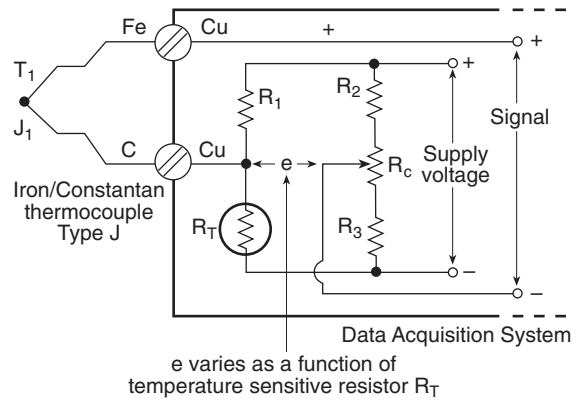 Fe Cu + +
T1
J1
R1
R2
+
Signal
C Cu
e
Rc
Supply
voltage
Iron/Constantan
thermocouple
Type J
RT
R3
–
–
Data Acquisition System
e varies as a function of
temperature sensitive resistor RT